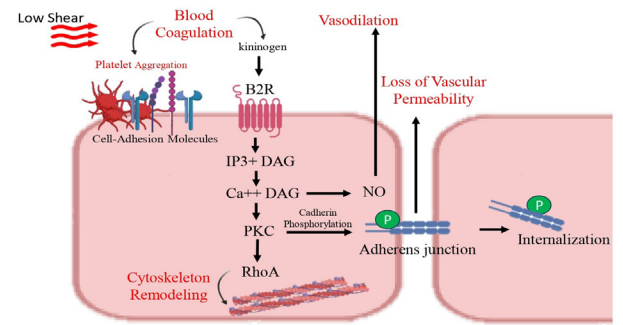 Low Shear
Blood
Coagulation
kininogen
Platelet Aggregation
Cell-Adhesion Molecules
B2R
IP3+ DAG
Ca++ DAG
NO
PKC
Cadherin
Phosphorylation
RhoA
Cytoskeleton
Remodeling
Vasodilation
Loss of Vascular
Permeability
P
Adherens junction
P
Internalization